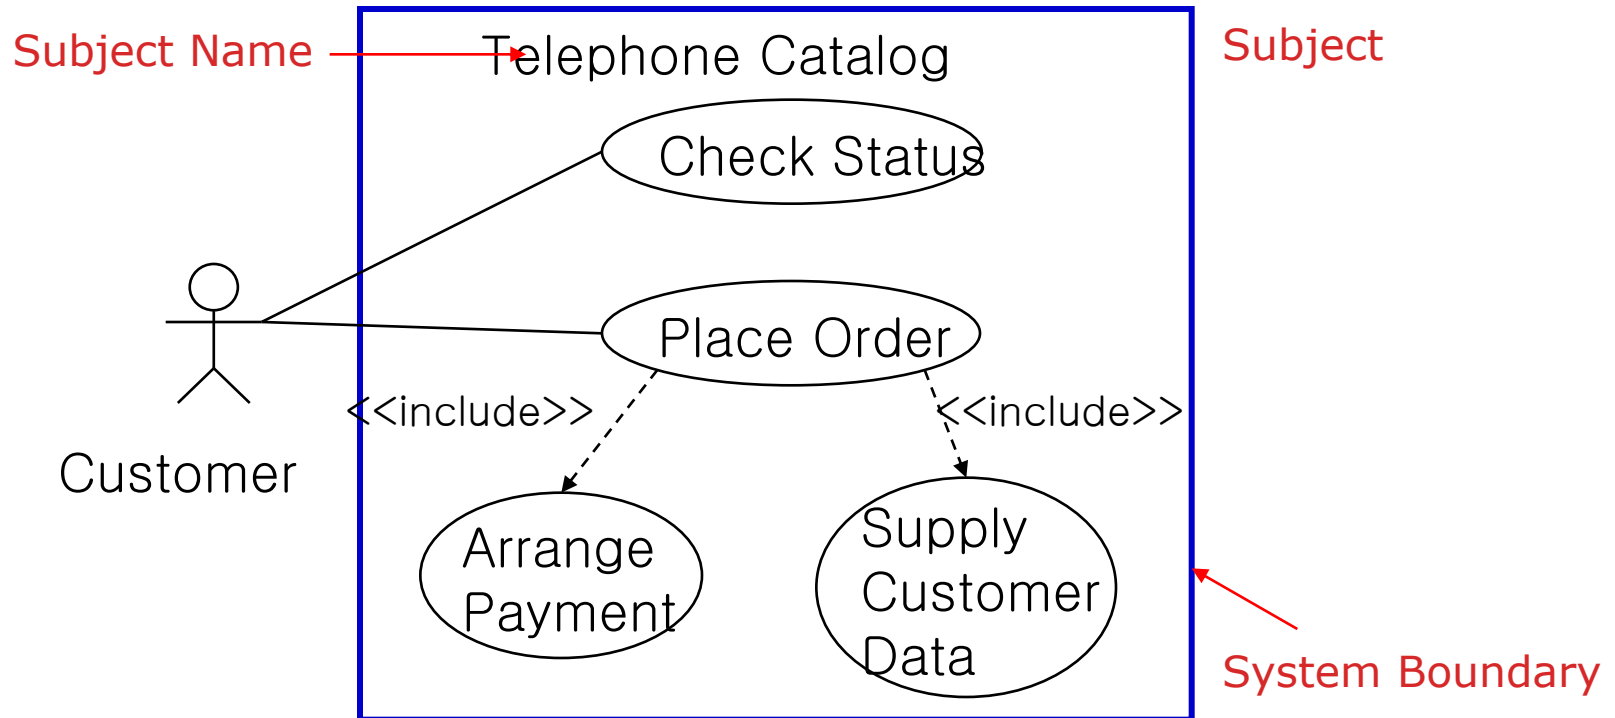 Subject Name
Telephone Catalog
Subject
Check Status
Place Order
<<include>>
<<include>>
Customer
Arrange
Payment
Supply
Customer
Data
System Boundary